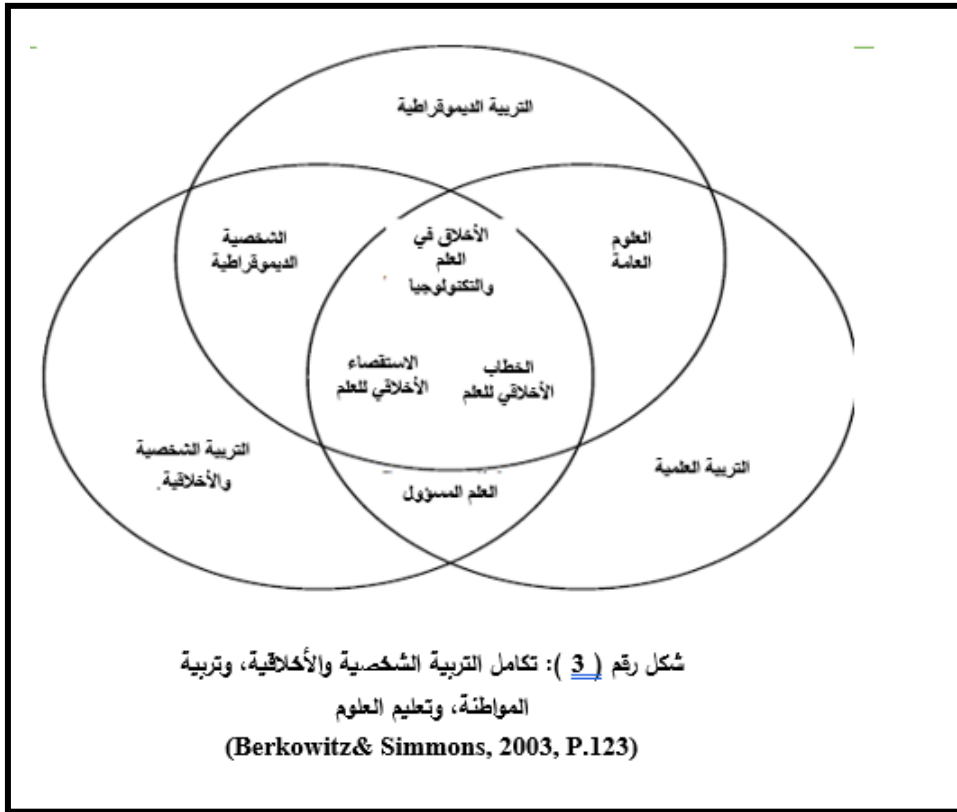 التربية الديموقراطية
الشخصية
الديموقراطية
الأخلاق في
العلم
والتكنولوجيا
العلوم
العامة
الاستقصاء
الأخلاقي للعلم
الخطاب
الأخلاقي للعلم
التربية الشخصية
والأخلاقية.
العلم المسؤول
التربية العلمية
شكل رقم ( 3 ): تكامل التربية الشخصية والأخلاقية، وتربية
المواطنة، وتعليم العلوم
(Berkowitz& Simmons, 2003, P.123)